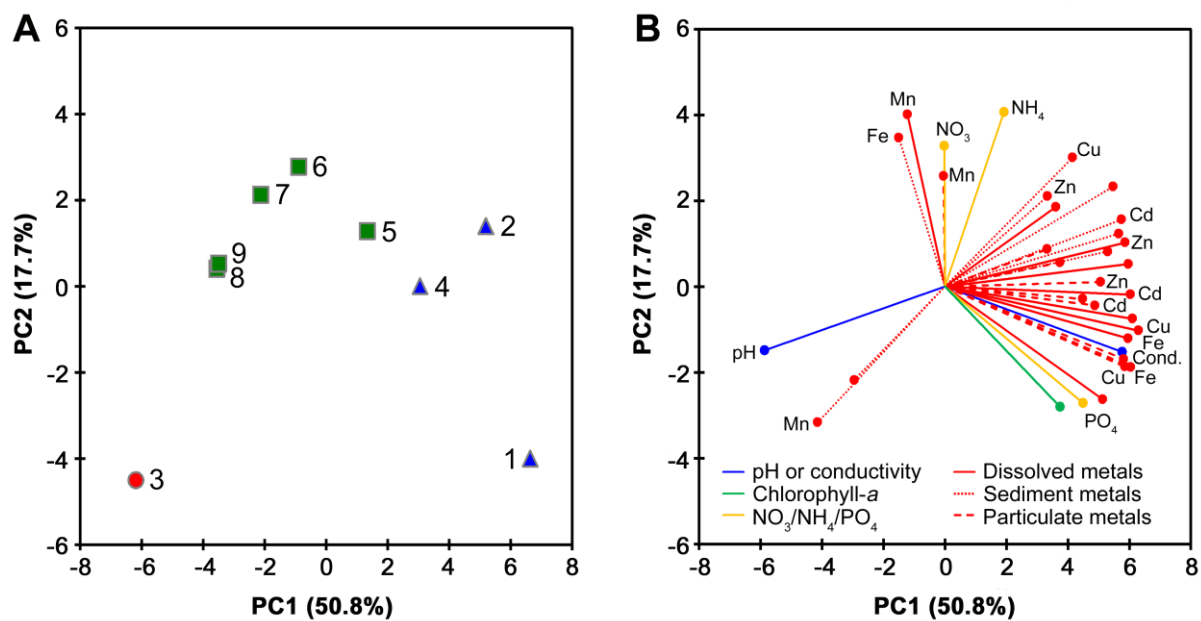 A
6
4
2
0
-2
-4
-6
-8 -6 -4 -2 0 2 4 6 8
PC2 (17.7%)
PC1 (50.8%)
6
7
5
2
9
8
4
1
3
B
6
4
2
0
-2
-4
-6
-8 -6 -4 -2 0 2 4 6 8
PC2 (17.7%)
PC1 (50.8%)
Mn
NH₄
Fe
NO₃
Cu
Mn
Zn
Cd
Zn
Zn
Cd
Cd
Cu
Fe
pH
Cond.
Cu Fe
Mn
PO₄
pH or conductivity
Chlorophyll-a
NO₃/NH₄/PO₄
Dissolved metals
Sediment metals
Particulate metals